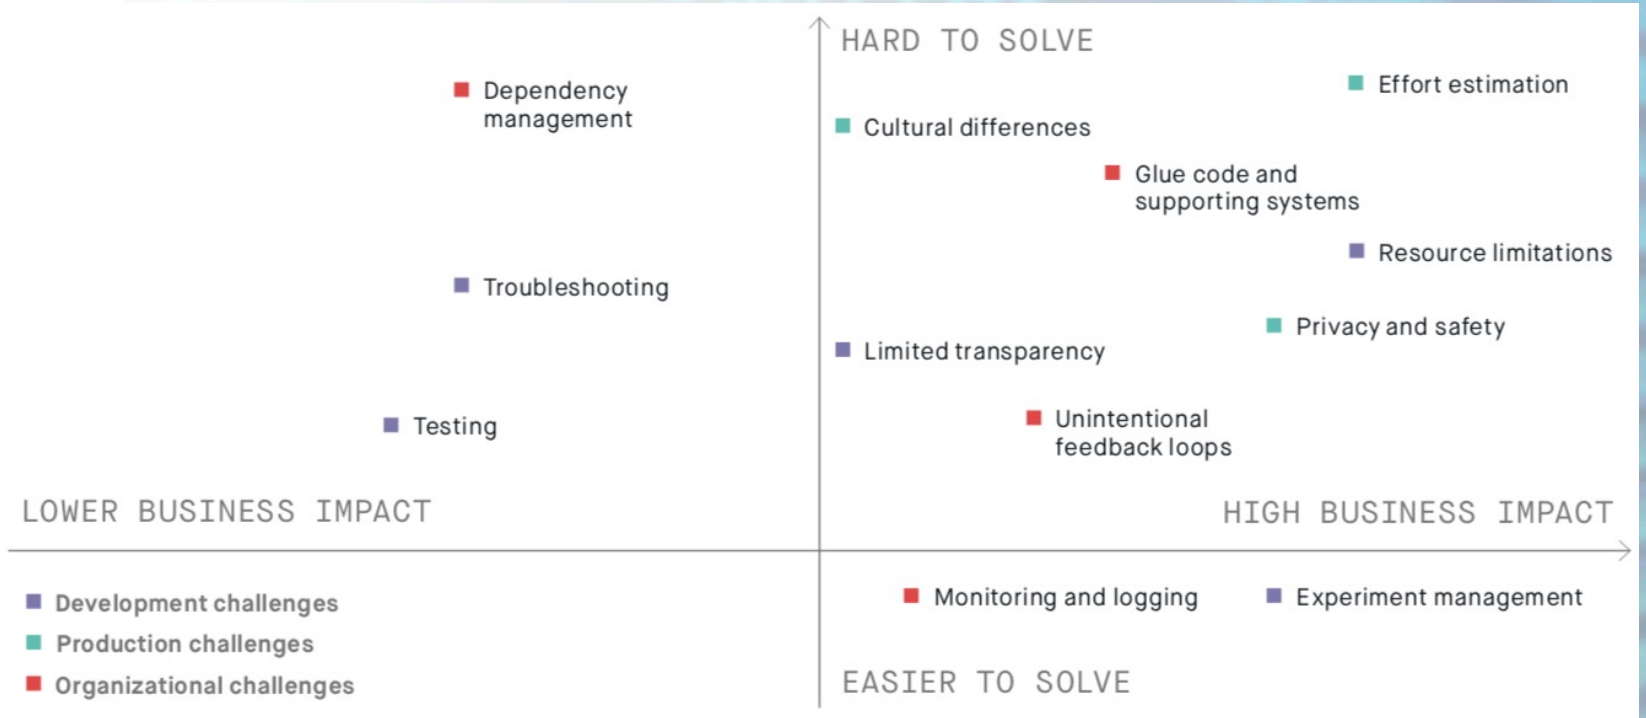 HARD TO SOLVE
Effort estimation
Dependency
management
Cultural differences
Glue code and
supporting systems
Resource limitations
Troubleshooting
Privacy and safety
Limited transparency
Testing
Unintentional
feedback loops
LOWER BUSINESS IMPACT
HIGH BUSINESS IMPACT
Monitoring and logging
Experiment management
Development challenges
Production challenges
Organizational challenges
EASIER TO SOLVE